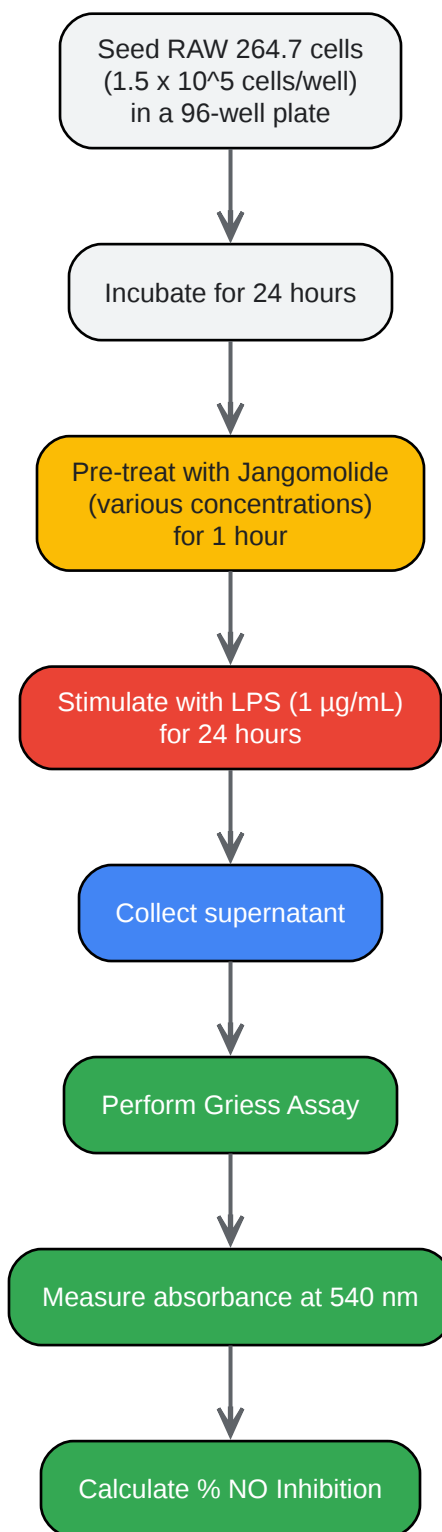 Seed RAW 264.7 cells
(1.5 x 10^5 cells/well)
in a 96-well plate
Incubate for 24 hours
Pre-treat with Jangomolide
(various concentrations)
for 1 hour
Stimulate with LPS (1 µg/mL)
for 24 hours
Collect supernatant
Perform Griess Assay
Measure absorbance at 540 nm
Calculate % NO Inhibition